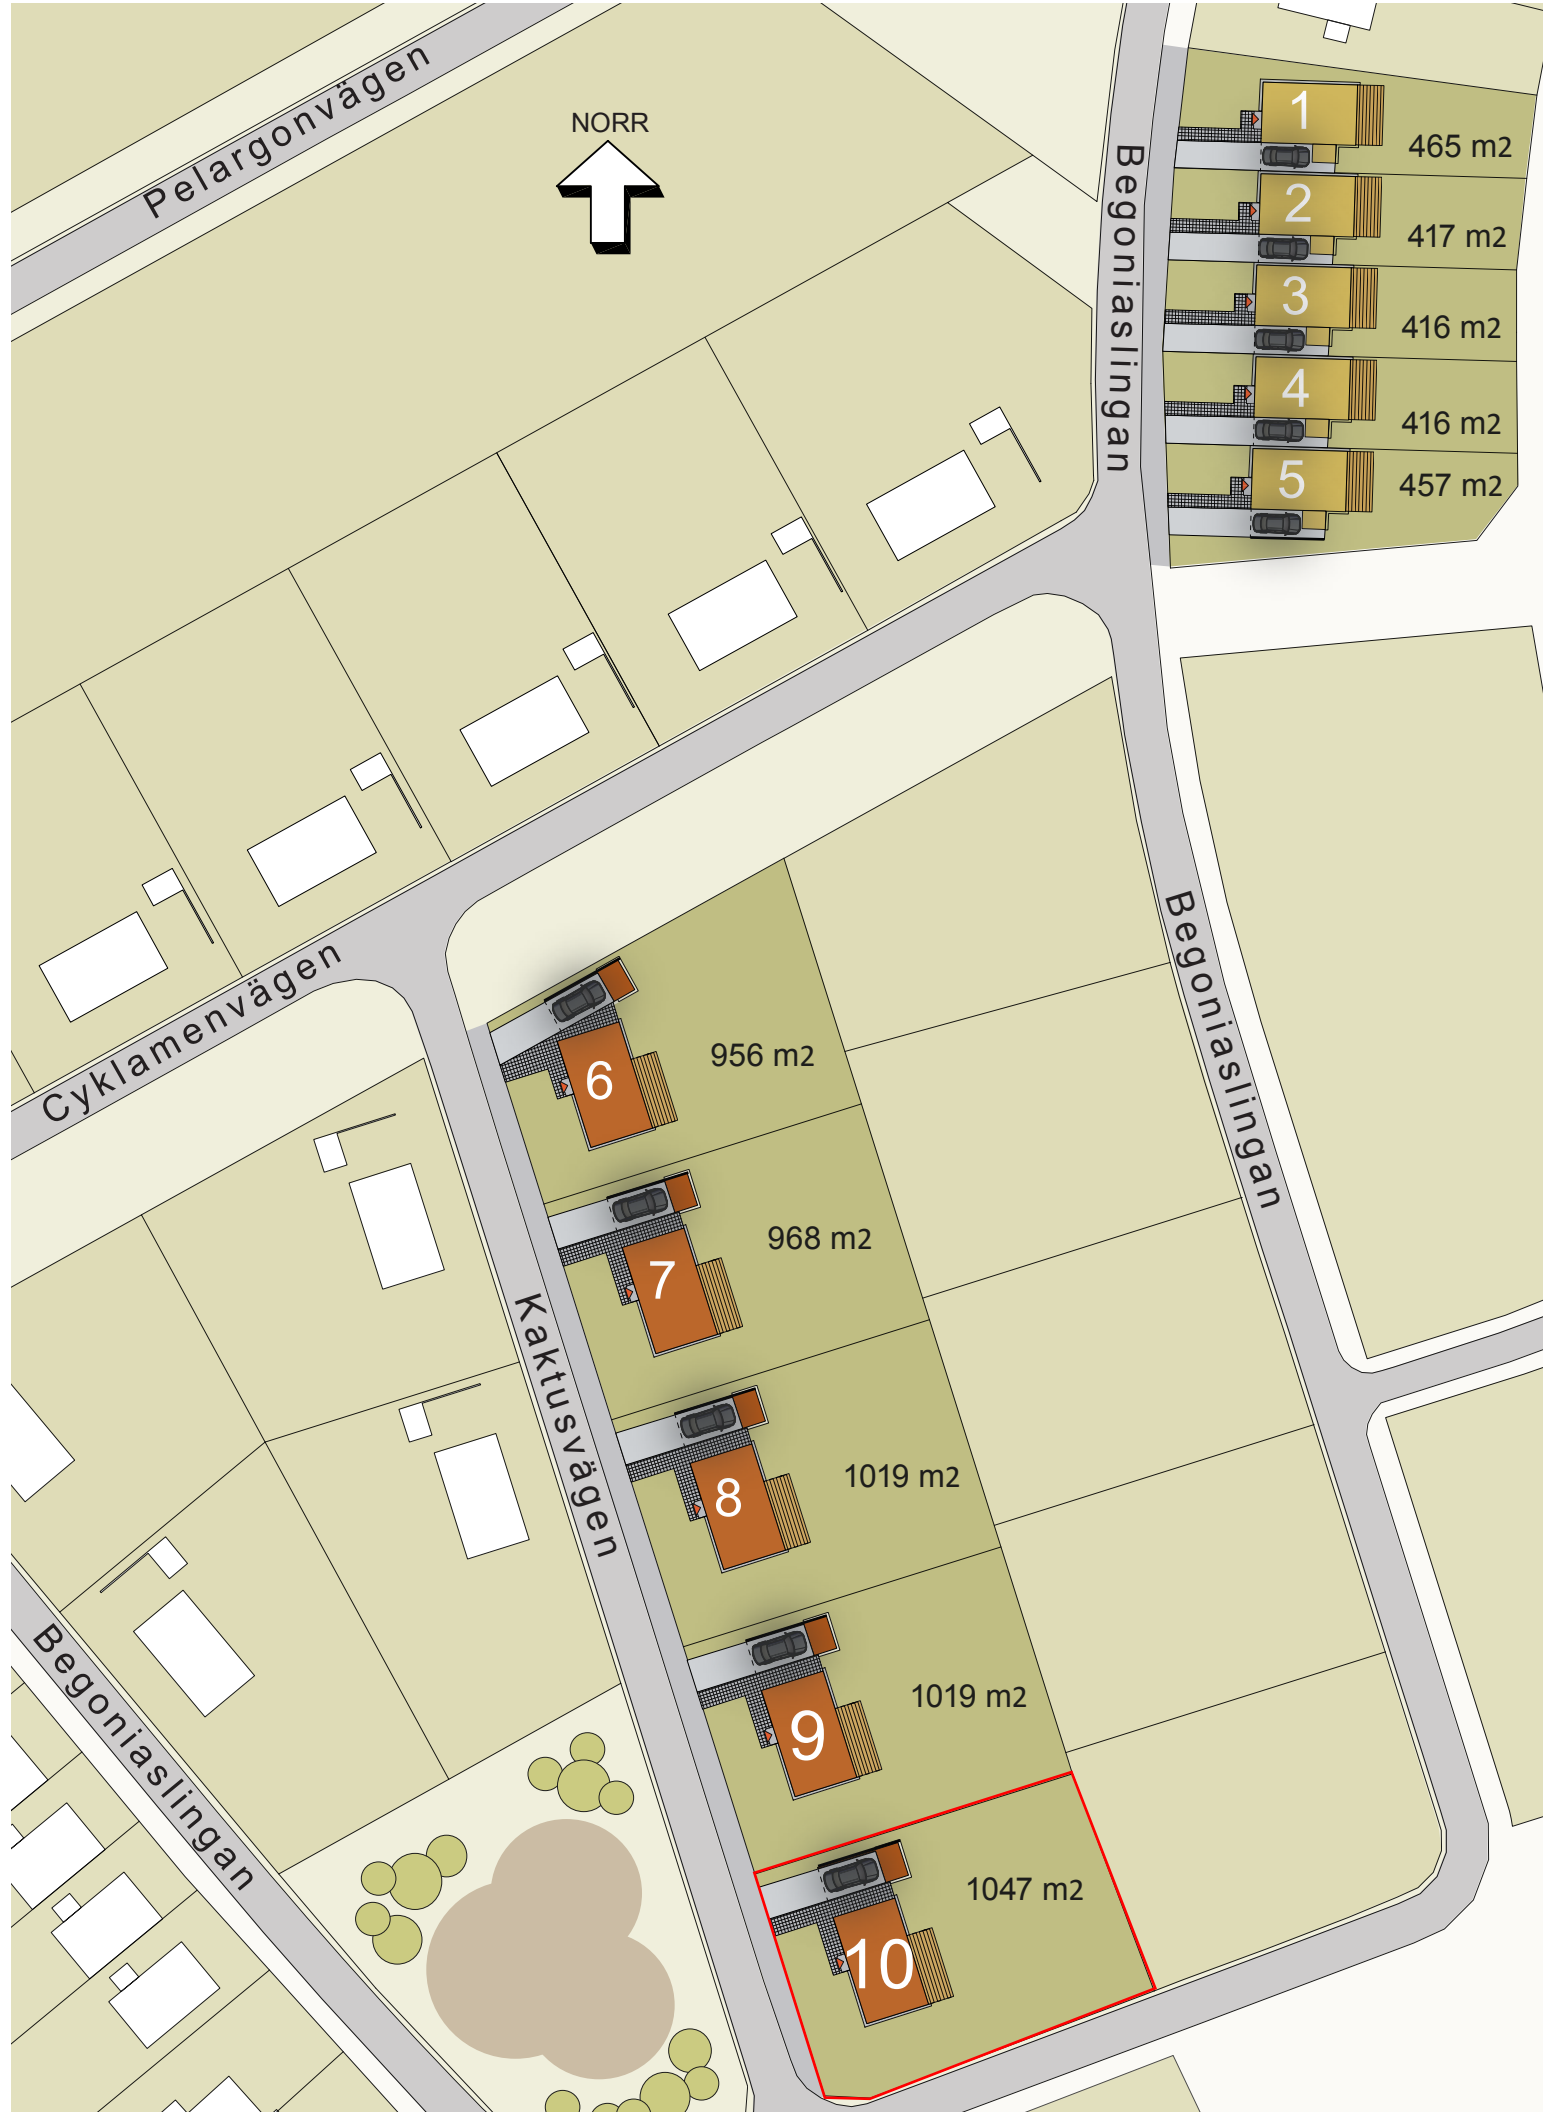 Pelargonvägen
NORR
Begoniaslingan
1
465 m2
2
417 m2
3
416 m2
4
416 m2
5
457 m2
Cyklamenvägen
Begoniaslingan
6
956 m2
7
968 m2
Kaktusvägen
8
1019 m2
9
1019 m2
Begoniaslingan
10
1047 m2